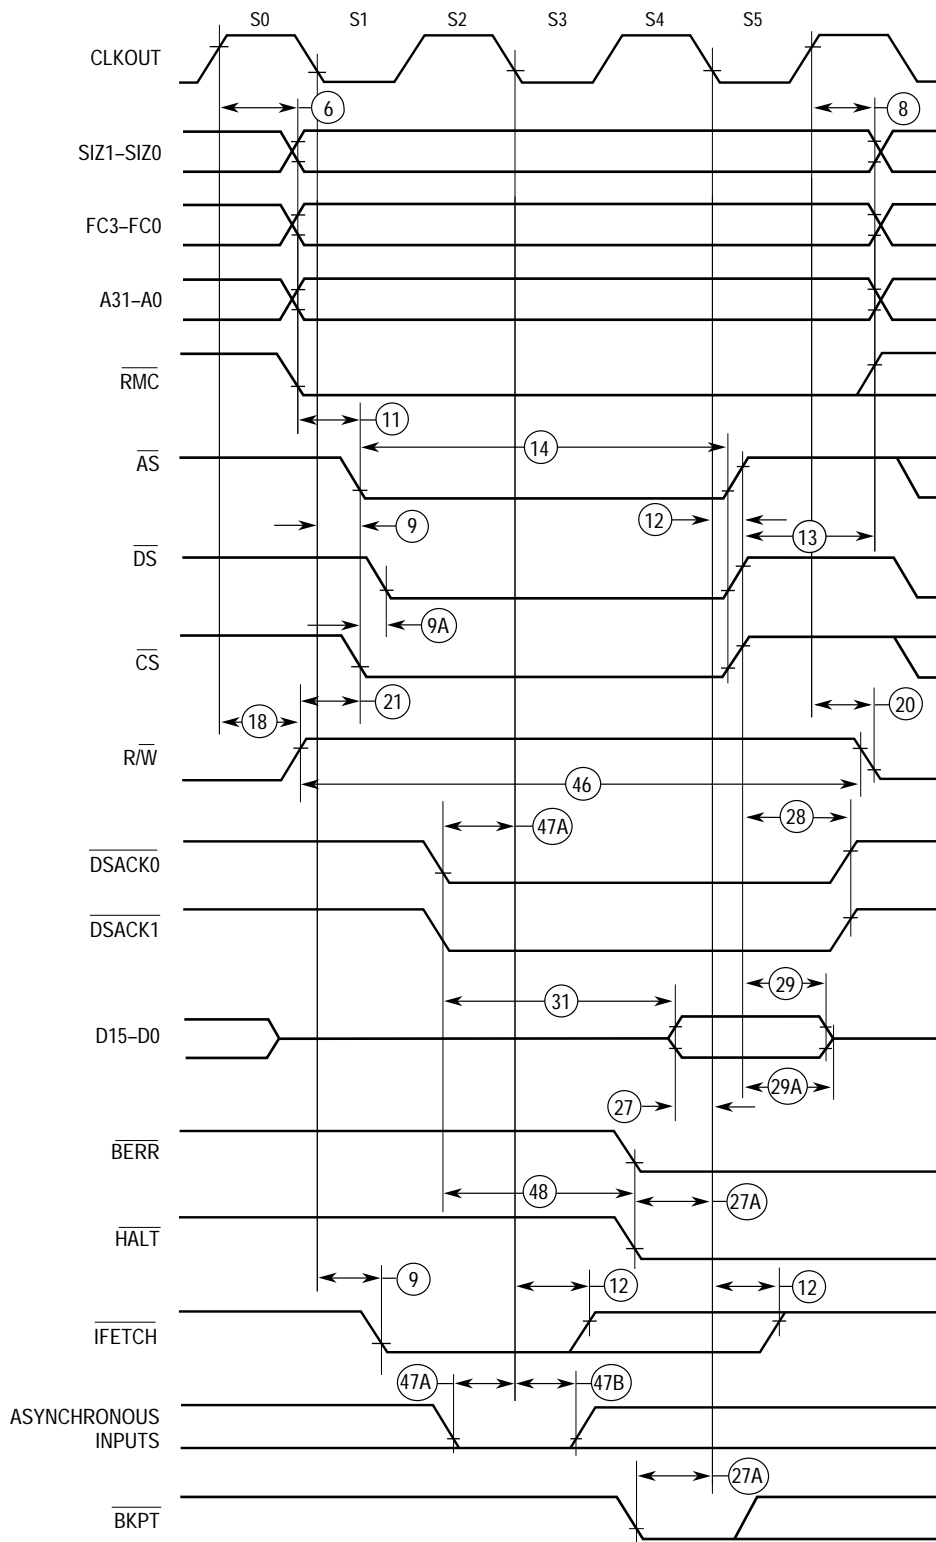 S0 S1 S2 S3 S4 S5
CLKOUT
6 8
SIZ1–SIZ0
FC3–FC0
A31–A0
RMC
11
14
AS
9 12
13
DS
9A
CS
21 20
18
R/W
46
28
47A
DSACK0
DSACK1
29
31
D15–D0
29A
27
BERR
48 27A
HALT
9 12 12
IFETCH
47A 47B
ASYNCHRONOUS
INPUTS
27A
BKPT